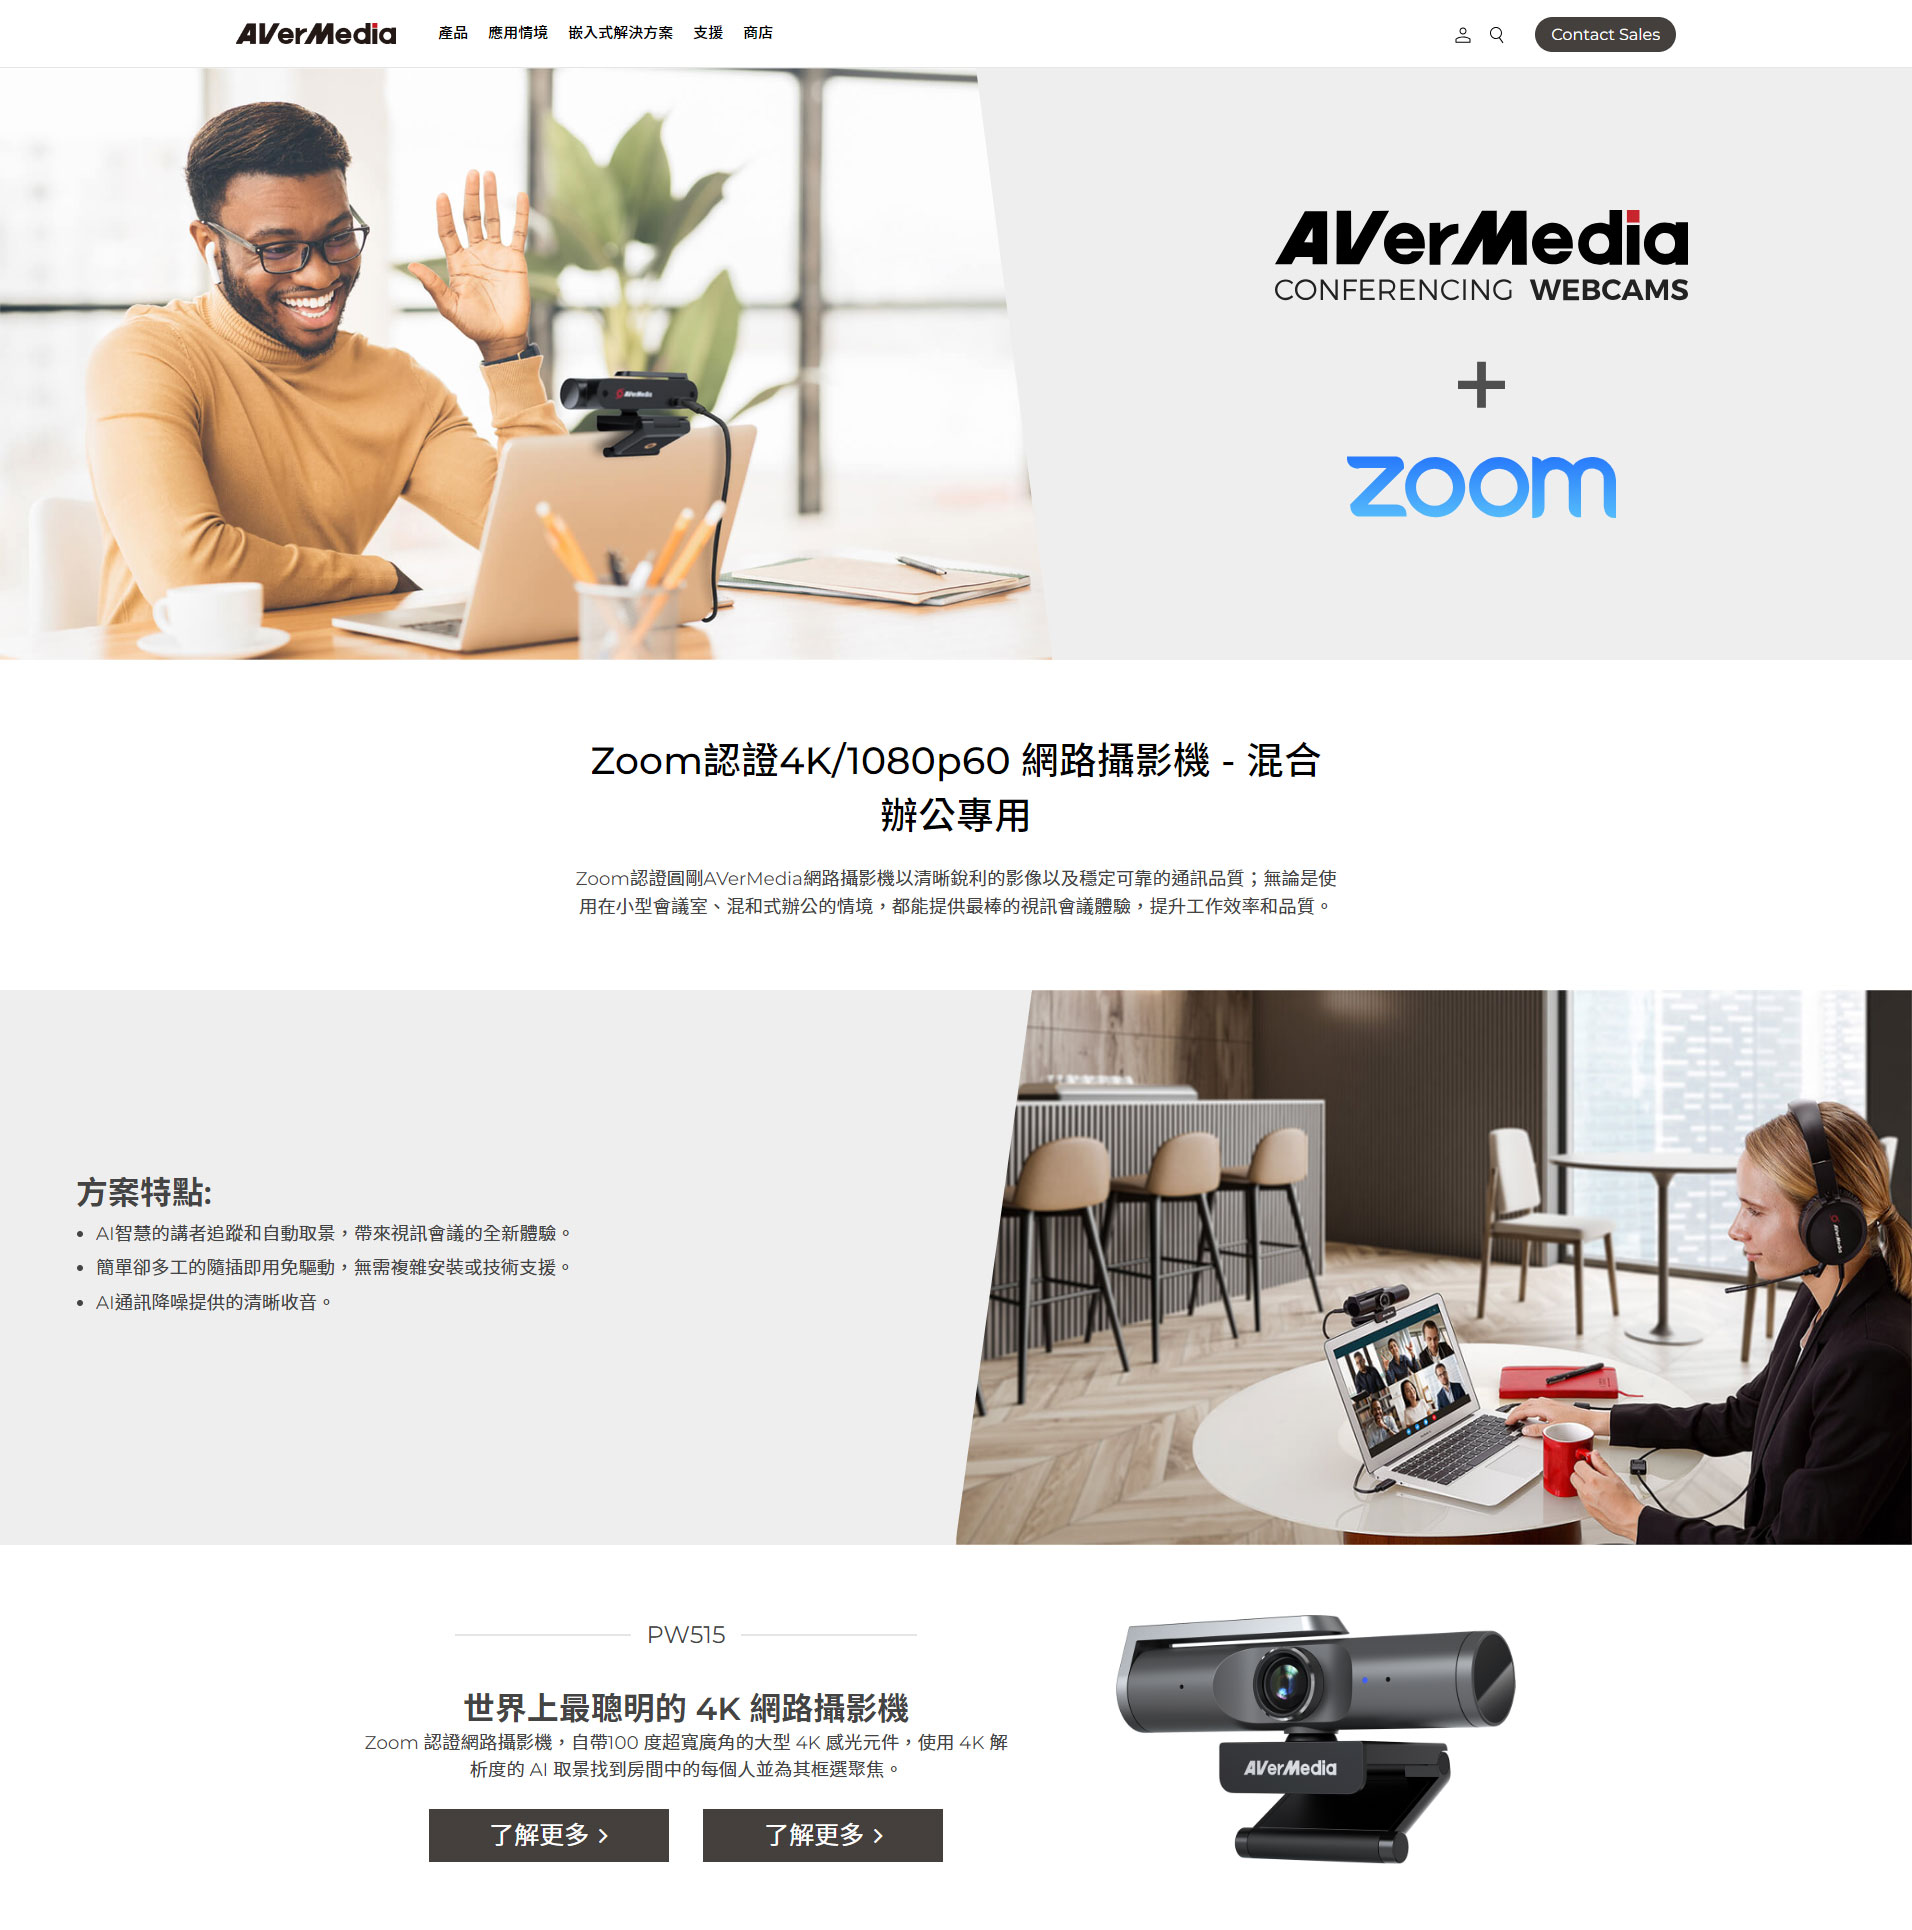 AVerMedia
產品 應用情境 嵌入式解決方案 支援 商店
Contact Sales
AVerMedia
AVerMedia
CONFERENCING WEBCAMS
+
zoom
Zoom認證4K/1080p60 網路攝影機 - 混合
辦公專用
Zoom認證圓剛AVerMedia網路攝影機以清晰銳利的影像以及穩定可靠的通訊品質；無論是使
用在小型會議室、混和式辦公的情境，都能提供最棒的視訊會議體驗，提升工作效率和品質。
方案特點:
• AI智慧的講者追蹤和自動取景，帶來視訊會議的全新體驗。
• 簡單卻多工的隨插即用免驅動，無需複雜安裝或技術支援。
• AI通訊降噪提供的清晰收音。
AVerMedia
PW515
世界上最聰明的 4K 網路攝影機
Zoom 認證網路攝影機，自帶100 度超寬廣角的大型 4K 感光元件，使用 4K 解
析度的 AI 取景找到房間中的每個人並為其框選聚焦。
了解更多 >
了解更多 >
AVerMedia